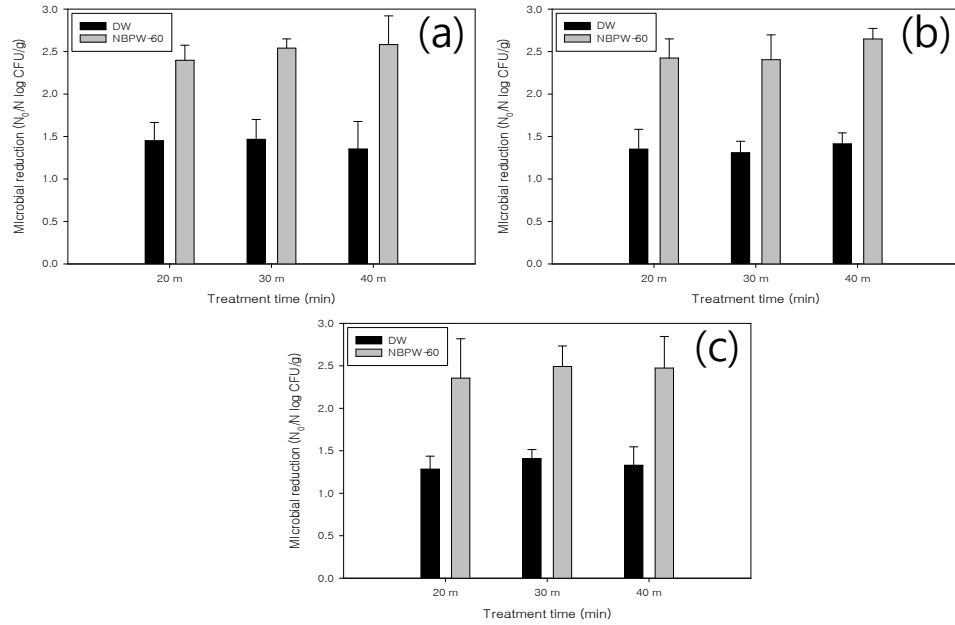 (a)
DW
NBPW-60
MIcrobial reduction (N0/N log CFU/g)
3.0
2.5
2.0
1.5
1.0
0.5
0.0
20 m 30 m 40 m
Treatment time (min)
(b)
DW
NBPW-60
MIcrobial reduction (N0/N log CFU/g)
3.0
2.5
2.0
1.5
1.0
0.5
0.0
20 m 30 m 40 m
Treatment time (min)
(c)
DW
NBPW-60
MIcrobial reduction (N0/N log CFU/g)
3.0
2.5
2.0
1.5
1.0
0.5
0.0
20 m 30 m 40 m
Treatment time (min)